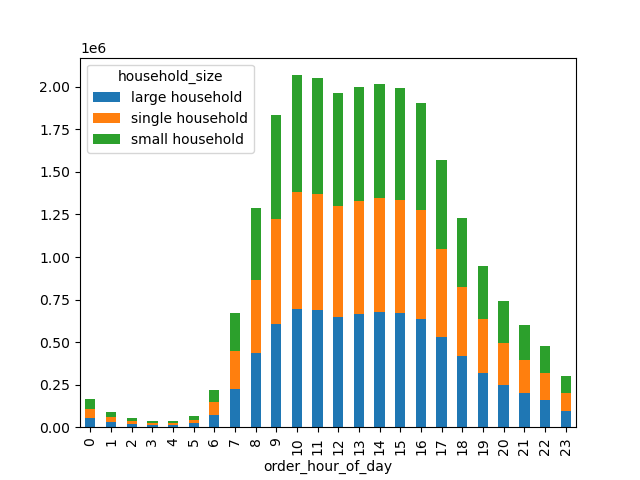 1e6
household_size
large household
single household
small household
2.00
1.75
1.50
1.25
1.00
0.75
0.50
0.25
0.00
0 1 2 3 4 5 6 7 8 9 10 11 12 13 14 15 16 17 18 19 20 21 22 23
order_hour_of_day